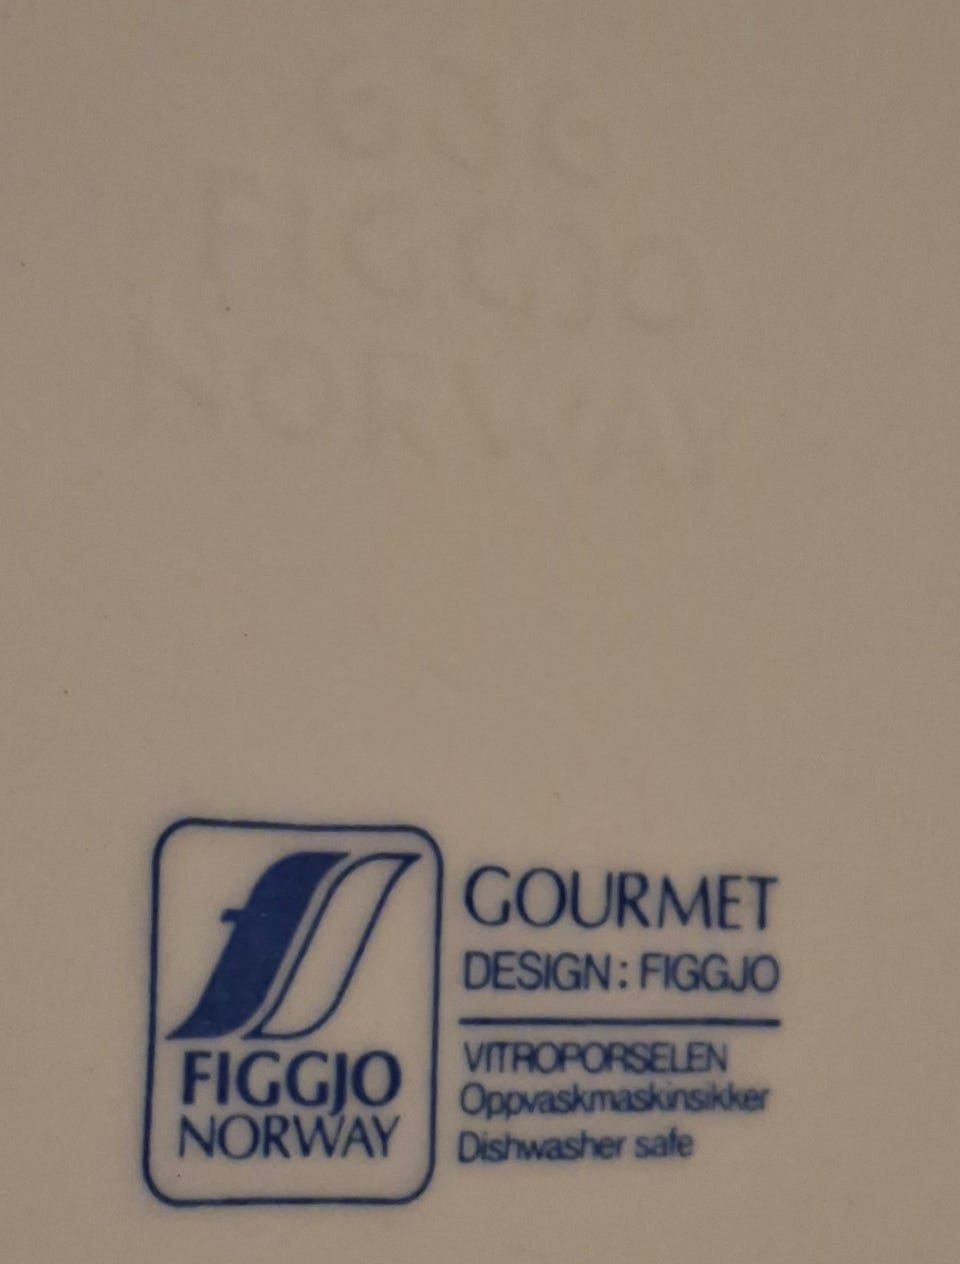 FIGGJO
NORWAY
FIGGJO
NORWAY
GOURMET
DESIGN: FIGGJO
VITROPORSELEN
Oppvaskmaskinsikker
Dishwasher safe